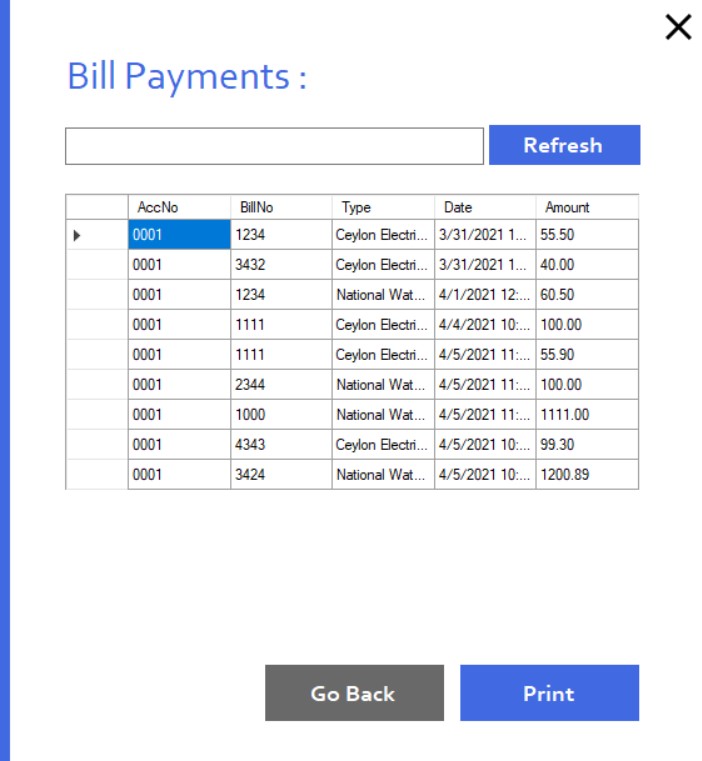 Bill Payments :
Refresh
AccNo BillNo Type Date Amount
0001 1234 Ceylon Electri... 3/31/2021 1... 55.50
0001 3432 Ceylon Electri... 3/31/2021 1... 40.00
0001 1234 National Wat... 4/1/2021 12:... 60.50
0001 1111 Ceylon Electri... 4/4/2021 10:... 100.00
0001 1111 Ceylon Electri... 4/5/2021 11:... 55.90
0001 2344 National Wat... 4/5/2021 11:... 100.00
0001 1000 National Wat... 4/5/2021 11:... 1111.00
0001 4343 Ceylon Electri... 4/5/2021 10:... 99.30
0001 3424 National Wat... 4/5/2021 10:... 1200.89
Go Back Print